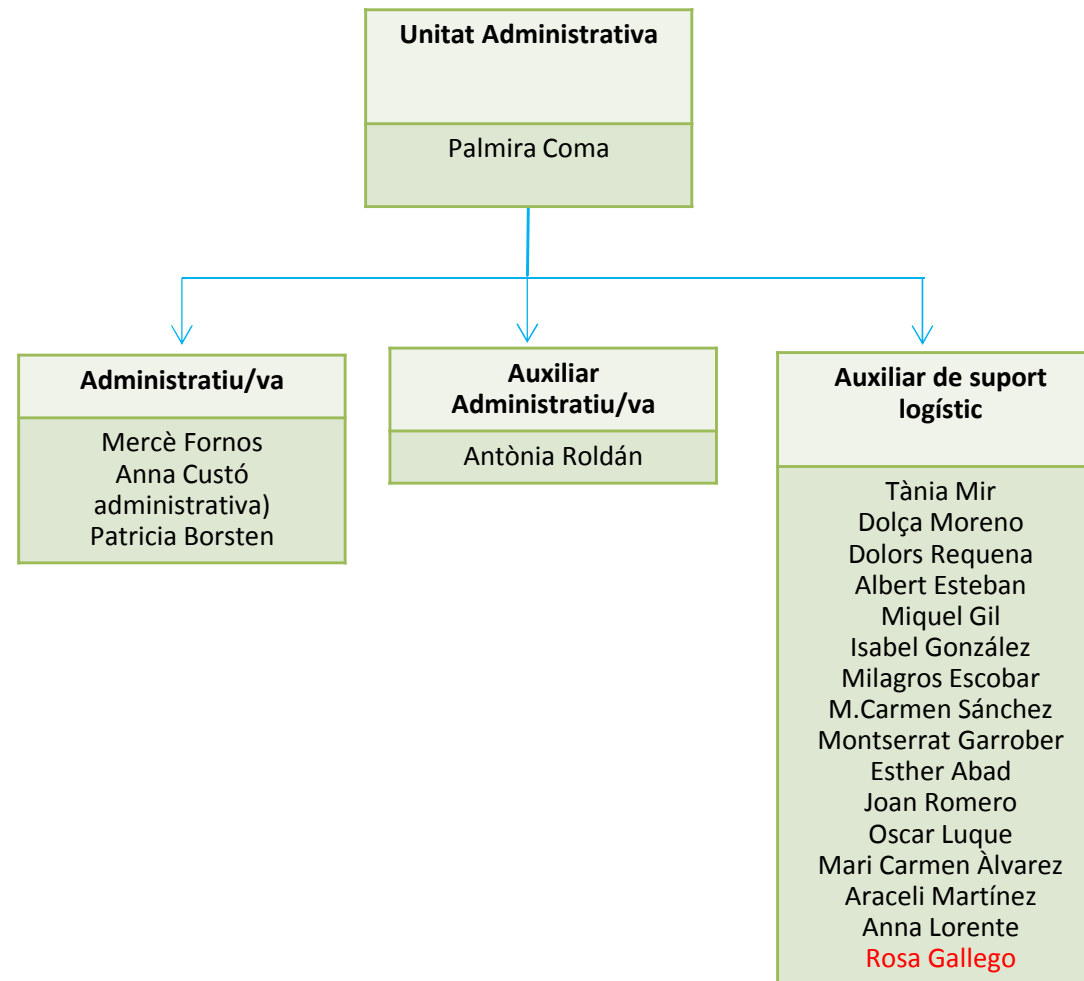 Unitat Administrativa
Palmira Coma
Administratiu/va
Mercè Fornos
Anna Custó
administrativa)
Patricia Borsten
Auxiliar
Administratiu/va
Antònia Roldán
Auxiliar de suport
logístic
Tània Mir
Dolça Moreno
Dolors Requena
Albert Esteban
Miquel Gil
Isabel González
Milagros Escobar
M.Carmen Sánchez
Montserrat Garrober
Esther Abad
Joan Romero
Oscar Luque
Mari Carmen Àlvarez
Araceli Martínez
Anna Lorente
Rosa Gallego